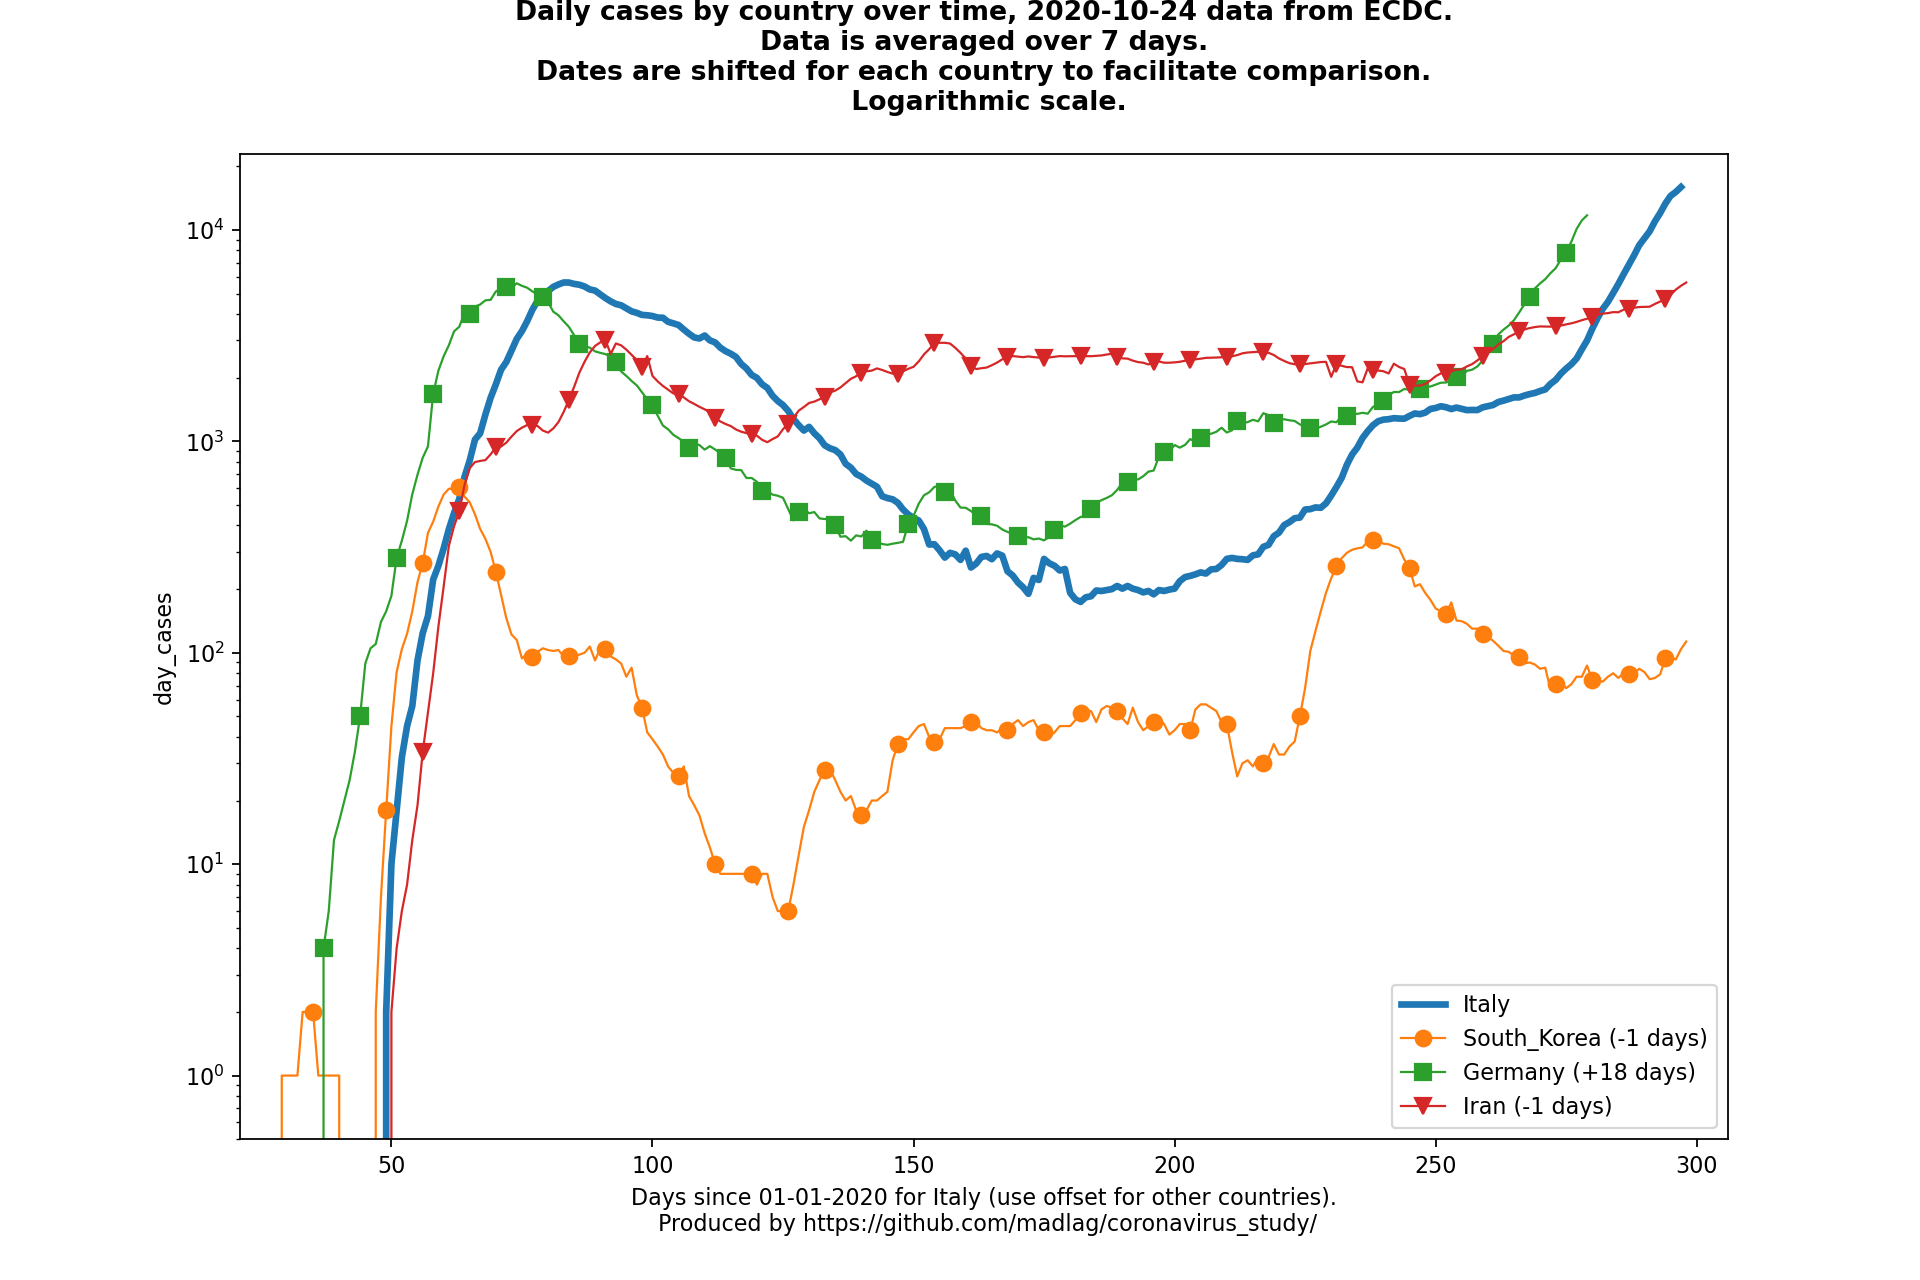 Daily cases by country over time, 2020-10-24 data from ECDC.
Data is averaged over 7 days.
Dates are shifted for each country to facilitate comparison.
Logarithmic scale.
10^4
10^3
10^2
10^1
10^0
day_cases
50 100 150 200 250 300
Days since 01-01-2020 for Italy (use offset for other countries).
Produced by https://github.com/madlag/coronavirus_study/
Italy
South_Korea (-1 days)
Germany (+18 days)
Iran (-1 days)